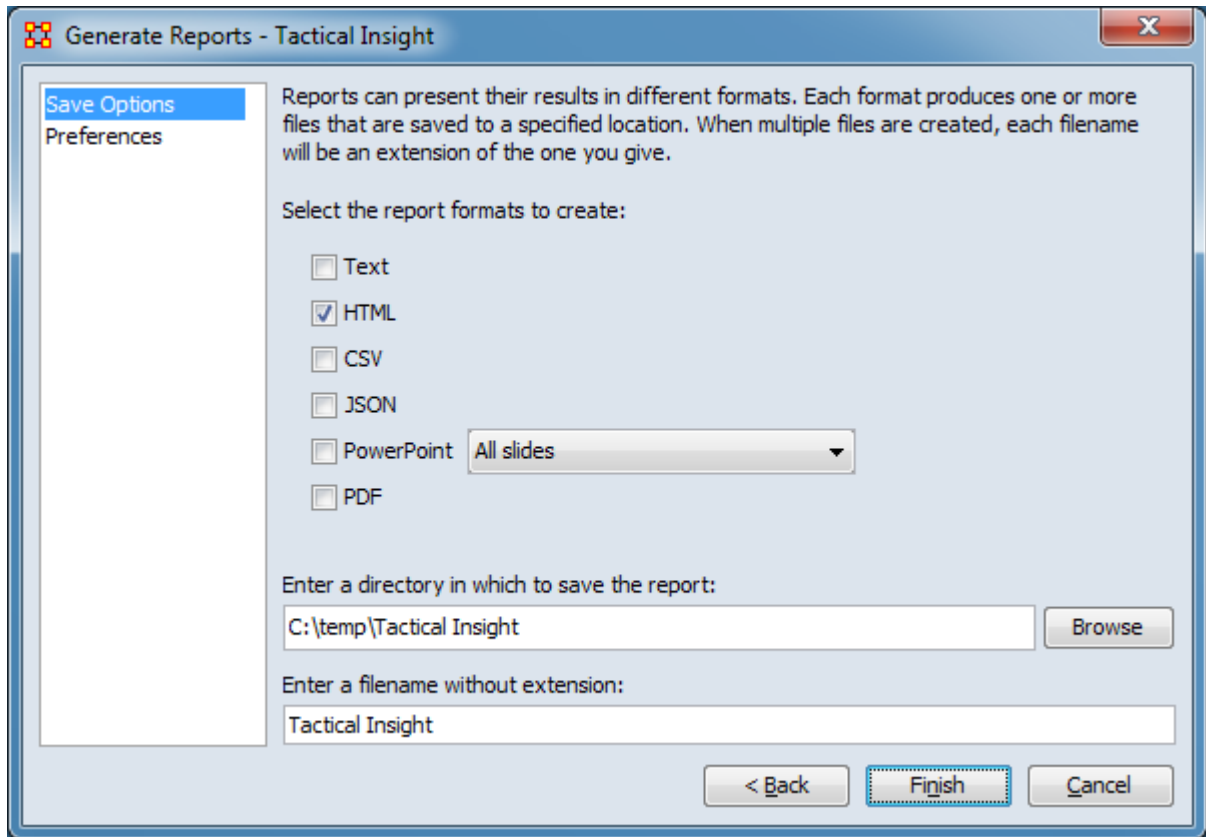 Generate Reports - Tactical Insight
Save Options
Preferences
Reports can present their results in different formats. Each format produces one or more
files that are saved to a specified location. When multiple files are created, each filename
will be an extension of the one you give.
Select the report formats to create:
Text
HTML
CSV
JSON
PowerPoint All slides
PDF
Enter a directory in which to save the report:
C:\temp\Tactical Insight Browse
Enter a filename without extension:
Tactical Insight
< Back Finish Cancel